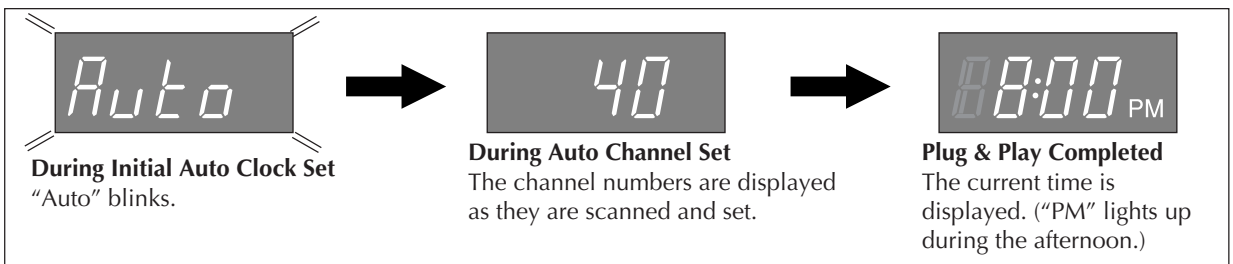 Auto
During Initial Auto Clock Set
“Auto” blinks.
40
During Auto Channel Set
The channel numbers are displayed
as they are scanned and set.
8:00 PM
Plug & Play Completed
The current time is
displayed. (“PM” lights up
during the afternoon.)